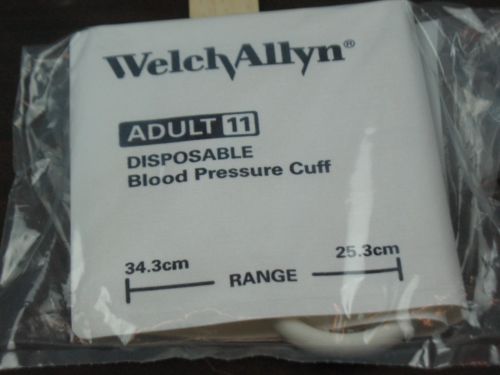 WelchAllyn®
ADULT 11
DISPOSABLE
Blood Pressure Cuff
34.3cm 25.3cm
RANGE